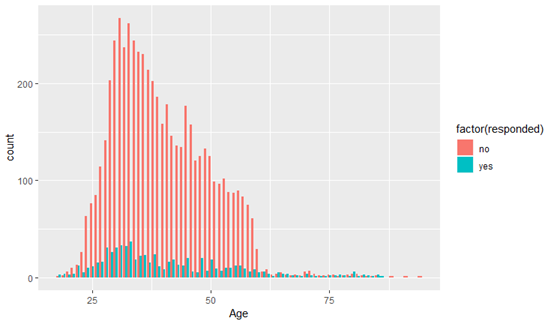 200
100
0
count
25
50
75
Age
factor(responded)
no
yes